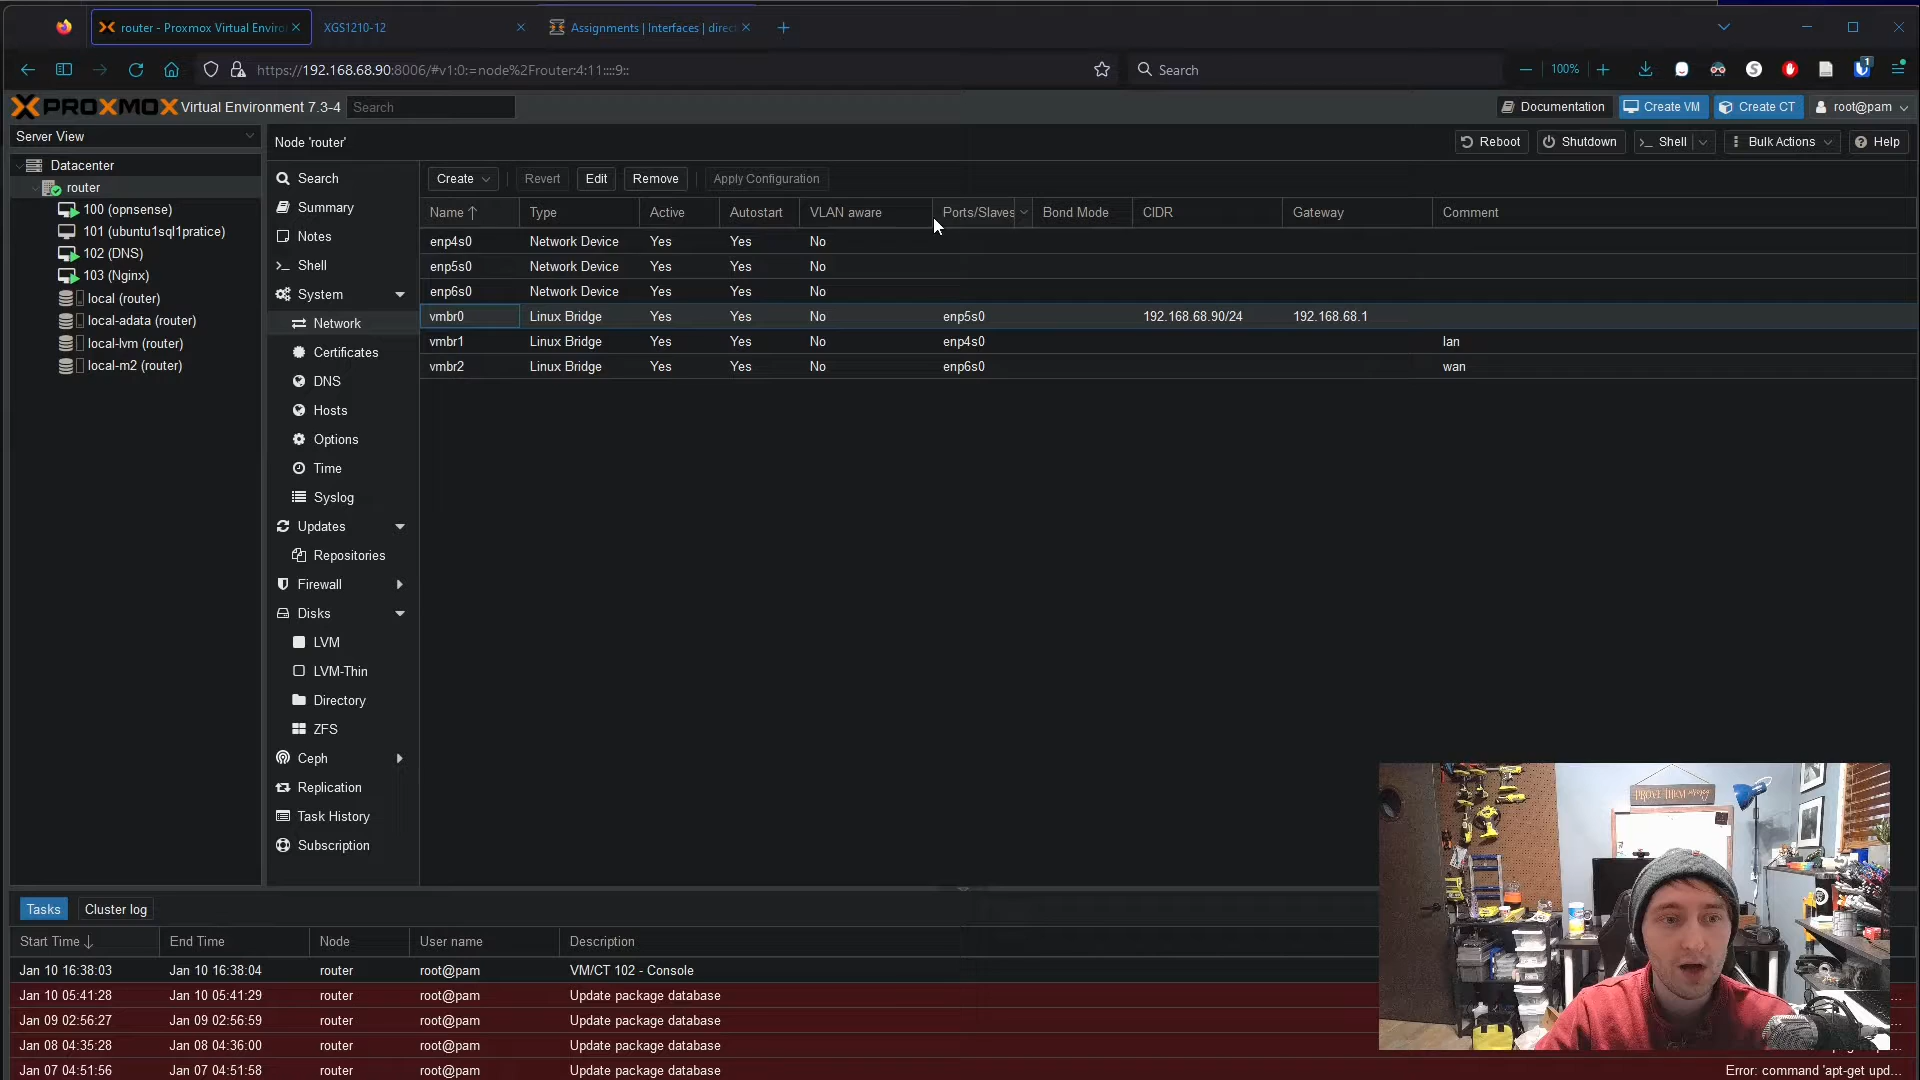 router - Proxmox Virtual Enviro
XGS1210-12
Assignments | Interfaces | direc
https://192.168.68.90:8006/#v1:0:=node%2Frouter:4:11::::9::
100%
Search
1
PROXMOX Virtual Environment 7.3-4
Search
Documentation
Create VM
Create CT
root@pam
Server View
Node 'router'
Reboot
Shutdown
Shell
Bulk Actions
Help
Datacenter
router
100 (opnsense)
101 (ubuntu1sql1pratice)
102 (DNS)
103 (Nginx)
local (router)
local-adata (router)
local-lvm (router)
local-m2 (router)
Search
Summary
Notes
Shell
System
Network
Certificates
DNS
Hosts
Options
Time
Syslog
Updates
Repositories
Firewall
Disks
LVM
LVM-Thin
Directory
ZFS
Ceph
Replication
Task History
Subscription
Create
Revert
Edit
Remove
Apply Configuration
Name Type Active Autostart VLAN aware Ports/Slaves Bond Mode CIDR Gateway Comment
enp4s0 Network Device Yes Yes No
enp5s0 Network Device Yes Yes No
enp6s0 Network Device Yes Yes No
vmbr0 Linux Bridge Yes Yes No enp5s0 192.168.68.90/24 192.168.68.1
vmbr1 Linux Bridge Yes Yes No enp4s0 lan
vmbr2 Linux Bridge Yes Yes No enp6s0 wan
PROVE THEM wrong
Tasks
Cluster log
Start Time End Time Node User name Description
Jan 10 16:38:03 Jan 10 16:38:04 router root@pam VM/CT 102 - Console
Jan 10 05:41:28 Jan 10 05:41:29 router root@pam Update package database
Jan 09 02:56:27 Jan 09 02:56:59 router root@pam Update package database
Jan 08 04:35:28 Jan 08 04:36:00 router root@pam Update package database
Jan 07 04:51:56 Jan 07 04:51:58 router root@pam Update package database Error: command 'apt-get upd...